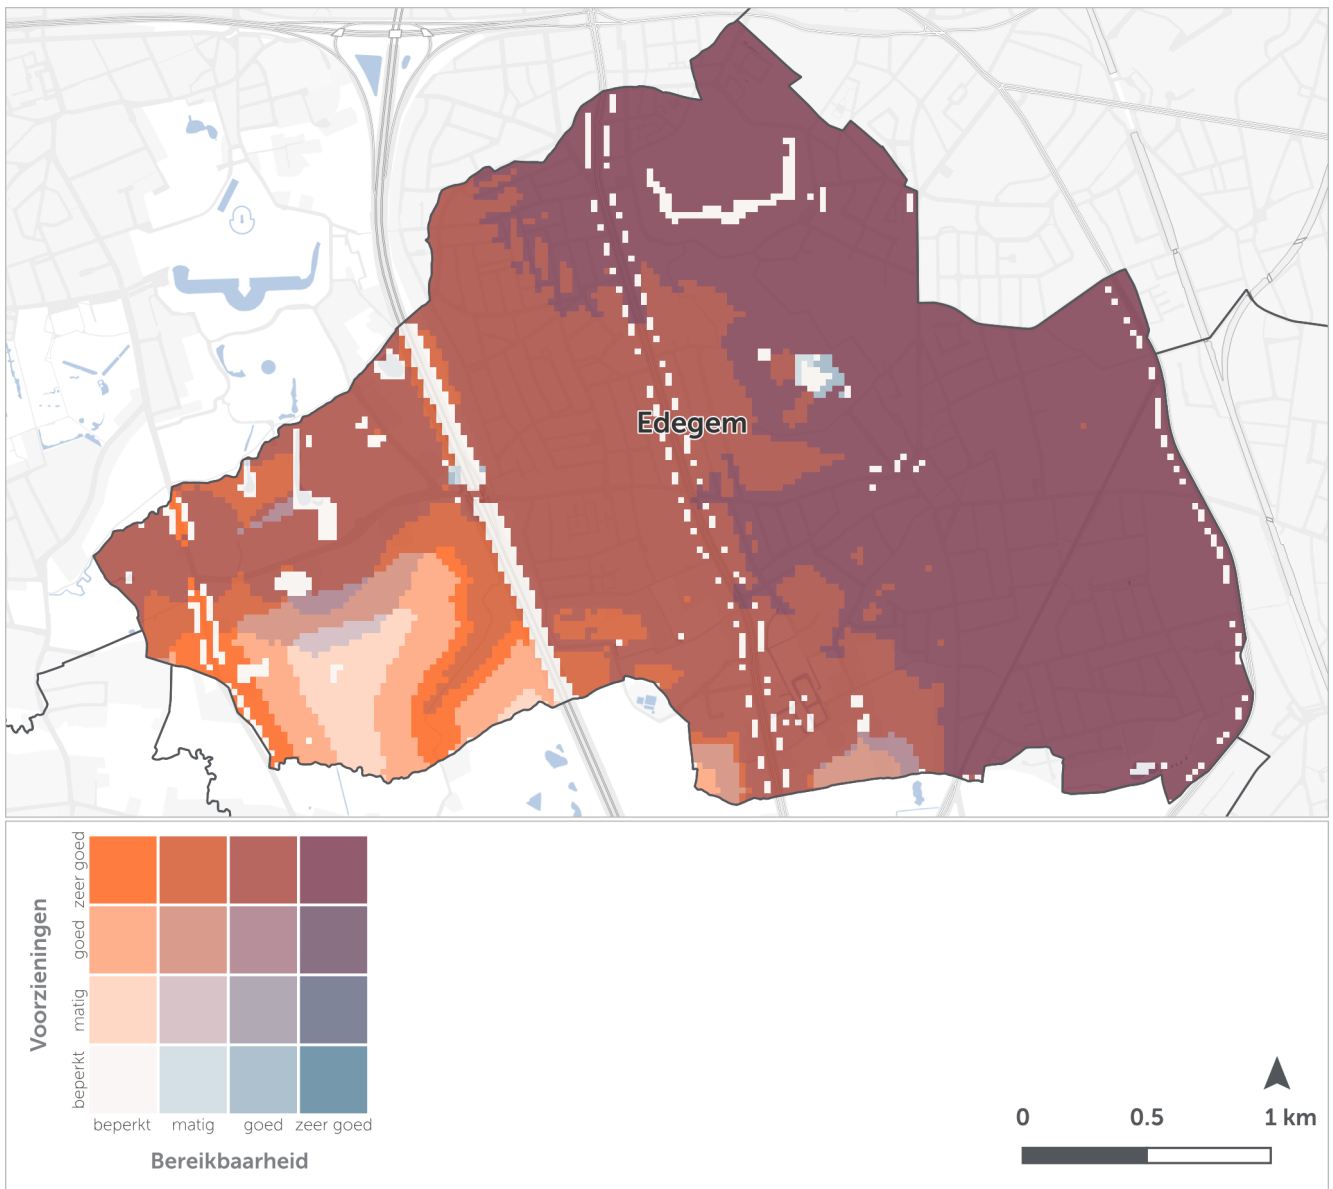 Edegem
Voorzieningen
zeer goed
goed
matig
beperkt
beperkt matig goed zeer goed
Bereikbaarheid
0 0.5 1 km